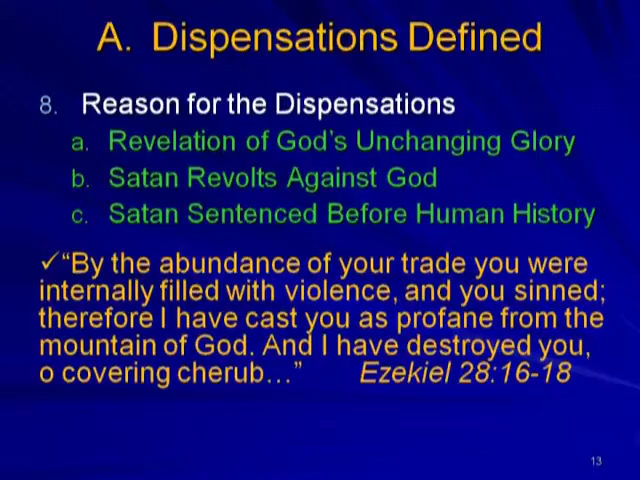 A. Dispensations Defined
8. Reason for the Dispensations
a. Revelation of God's Unchanging Glory
b. Satan Revolts Against God
c. Satan Sentenced Before Human History
✓“By the abundance of your trade you were
internally filled with violence, and you sinned;
therefore I have cast you as profane from the
mountain of God. And I have destroyed you,
o covering cherub…” Ezekiel 28:16-18
13